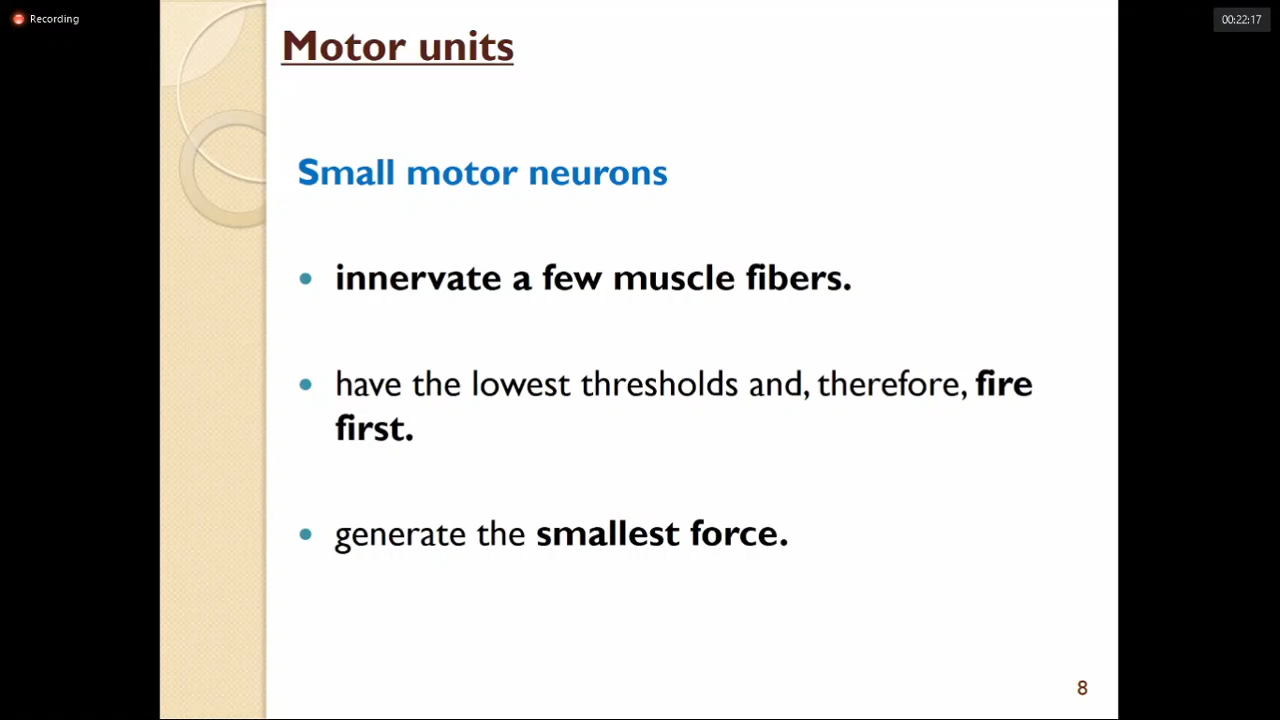 Recording
00:22:17
Motor units
Small motor neurons
• innervate a few muscle fibers.
• have the lowest thresholds and, therefore, fire
first.
• generate the smallest force.
8